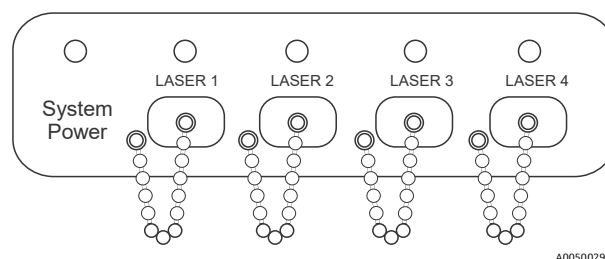 LASER 1
LASER 2
LASER 3
LASER 4
System
Power
A0050029